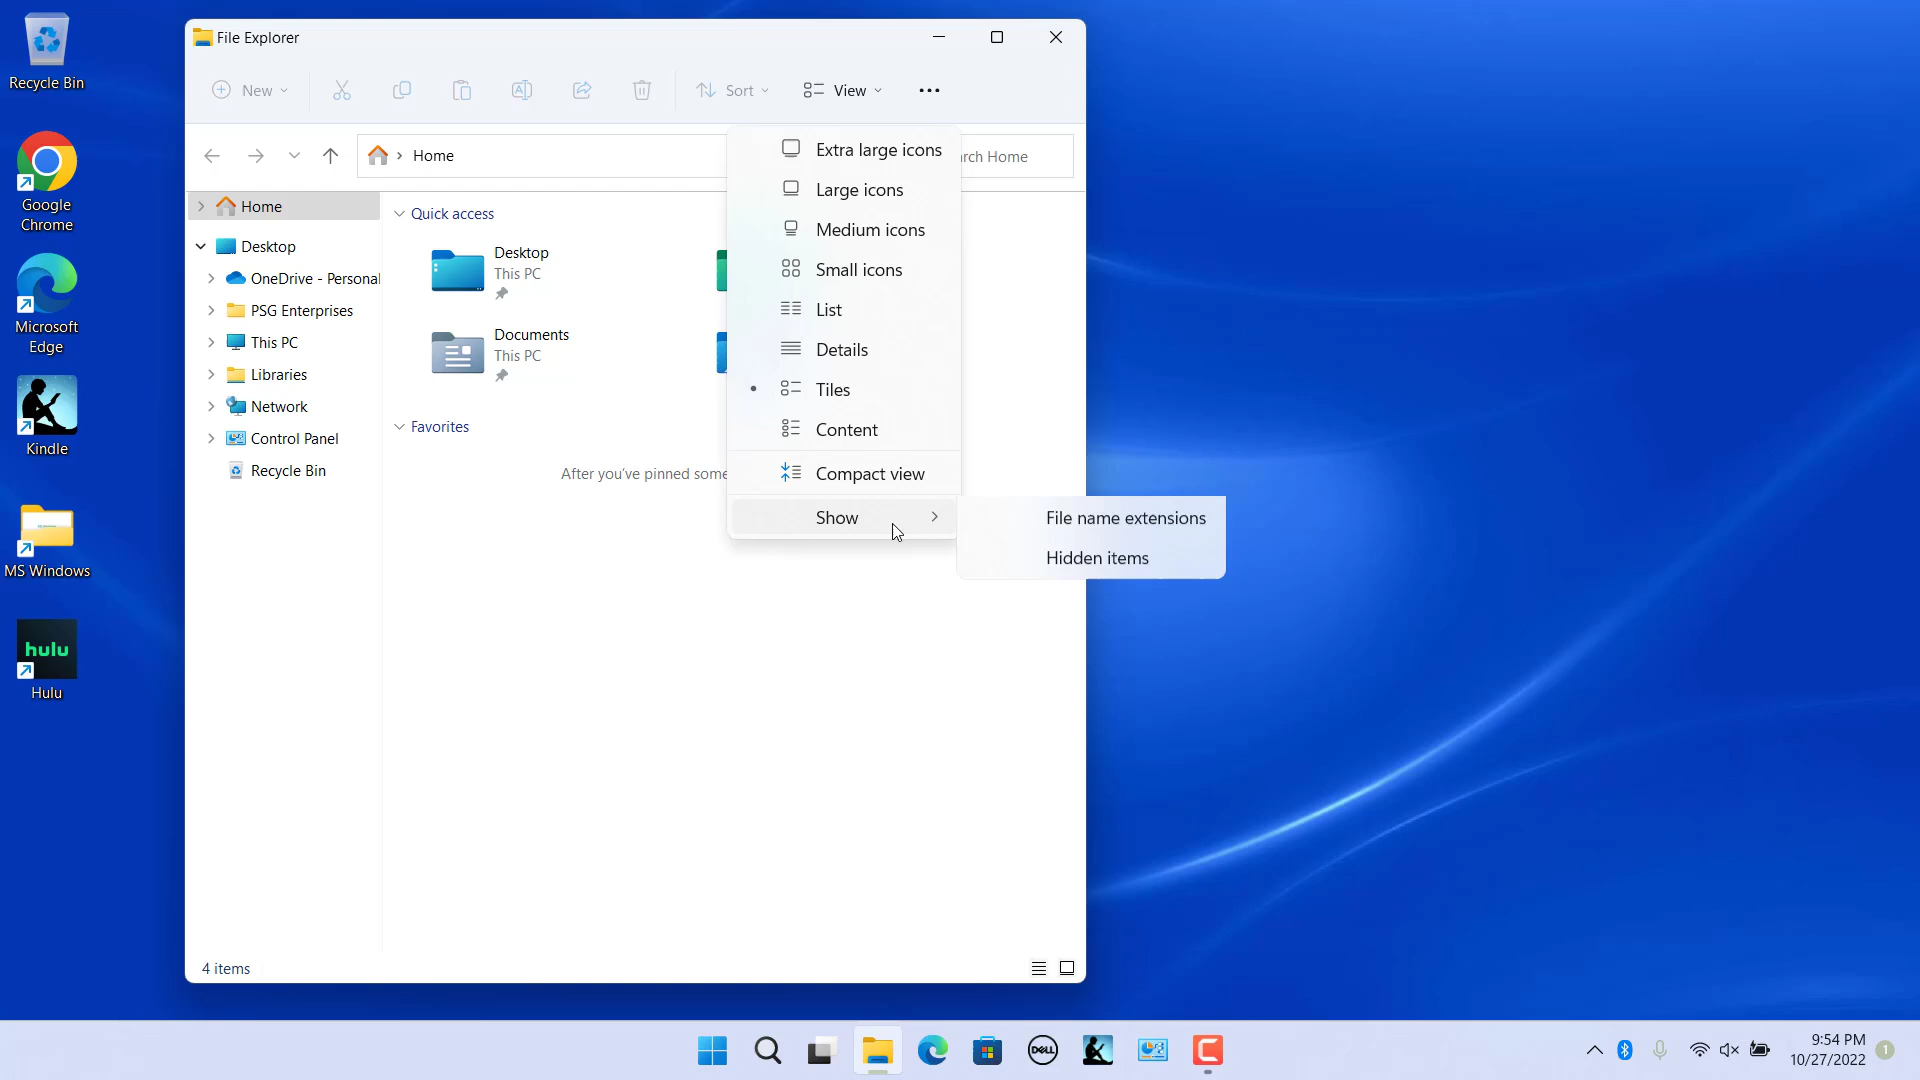 Recycle Bin
Google
Chrome
Microsoft
Edge
Kindle
MS Windows
hulu
Hulu
File Explorer
New
Sort
View
Home
rch Home
Home
Desktop
OneDrive - Personal
PSG Enterprises
This PC
Libraries
Network
Control Panel
Recycle Bin
Quick access
Desktop
This PC
Documents
This PC
Favorites
After you've pinned some
4 items
Extra large icons
Large icons
Medium icons
Small icons
List
Details
Tiles
Content
Compact view
Show
File name extensions
Hidden items
DELL
9:54 PM
10/27/2022
1